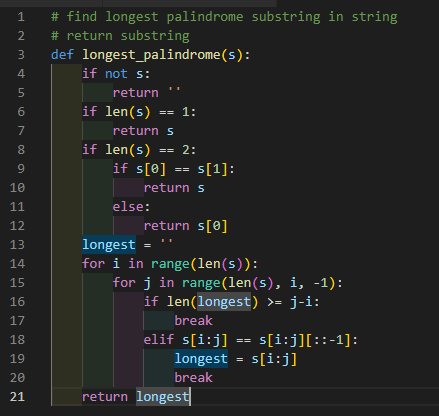 1 # find longest palindrome substring in string
2 # return substring
3 def longest_palindrome(s):
4     if not s:
5         return ''
6     if len(s) == 1:
7         return s
8     if len(s) == 2:
9         if s[0] == s[1]:
10             return s
11         else:
12             return s[0]
13     longest = ''
14     for i in range(len(s)):
15         for j in range(len(s), i, -1):
16             if len(longest) >= j-i:
17                 break
18             elif s[i:j] == s[i:j][::-1]:
19                 longest = s[i:j]
20                 break
21     return longest